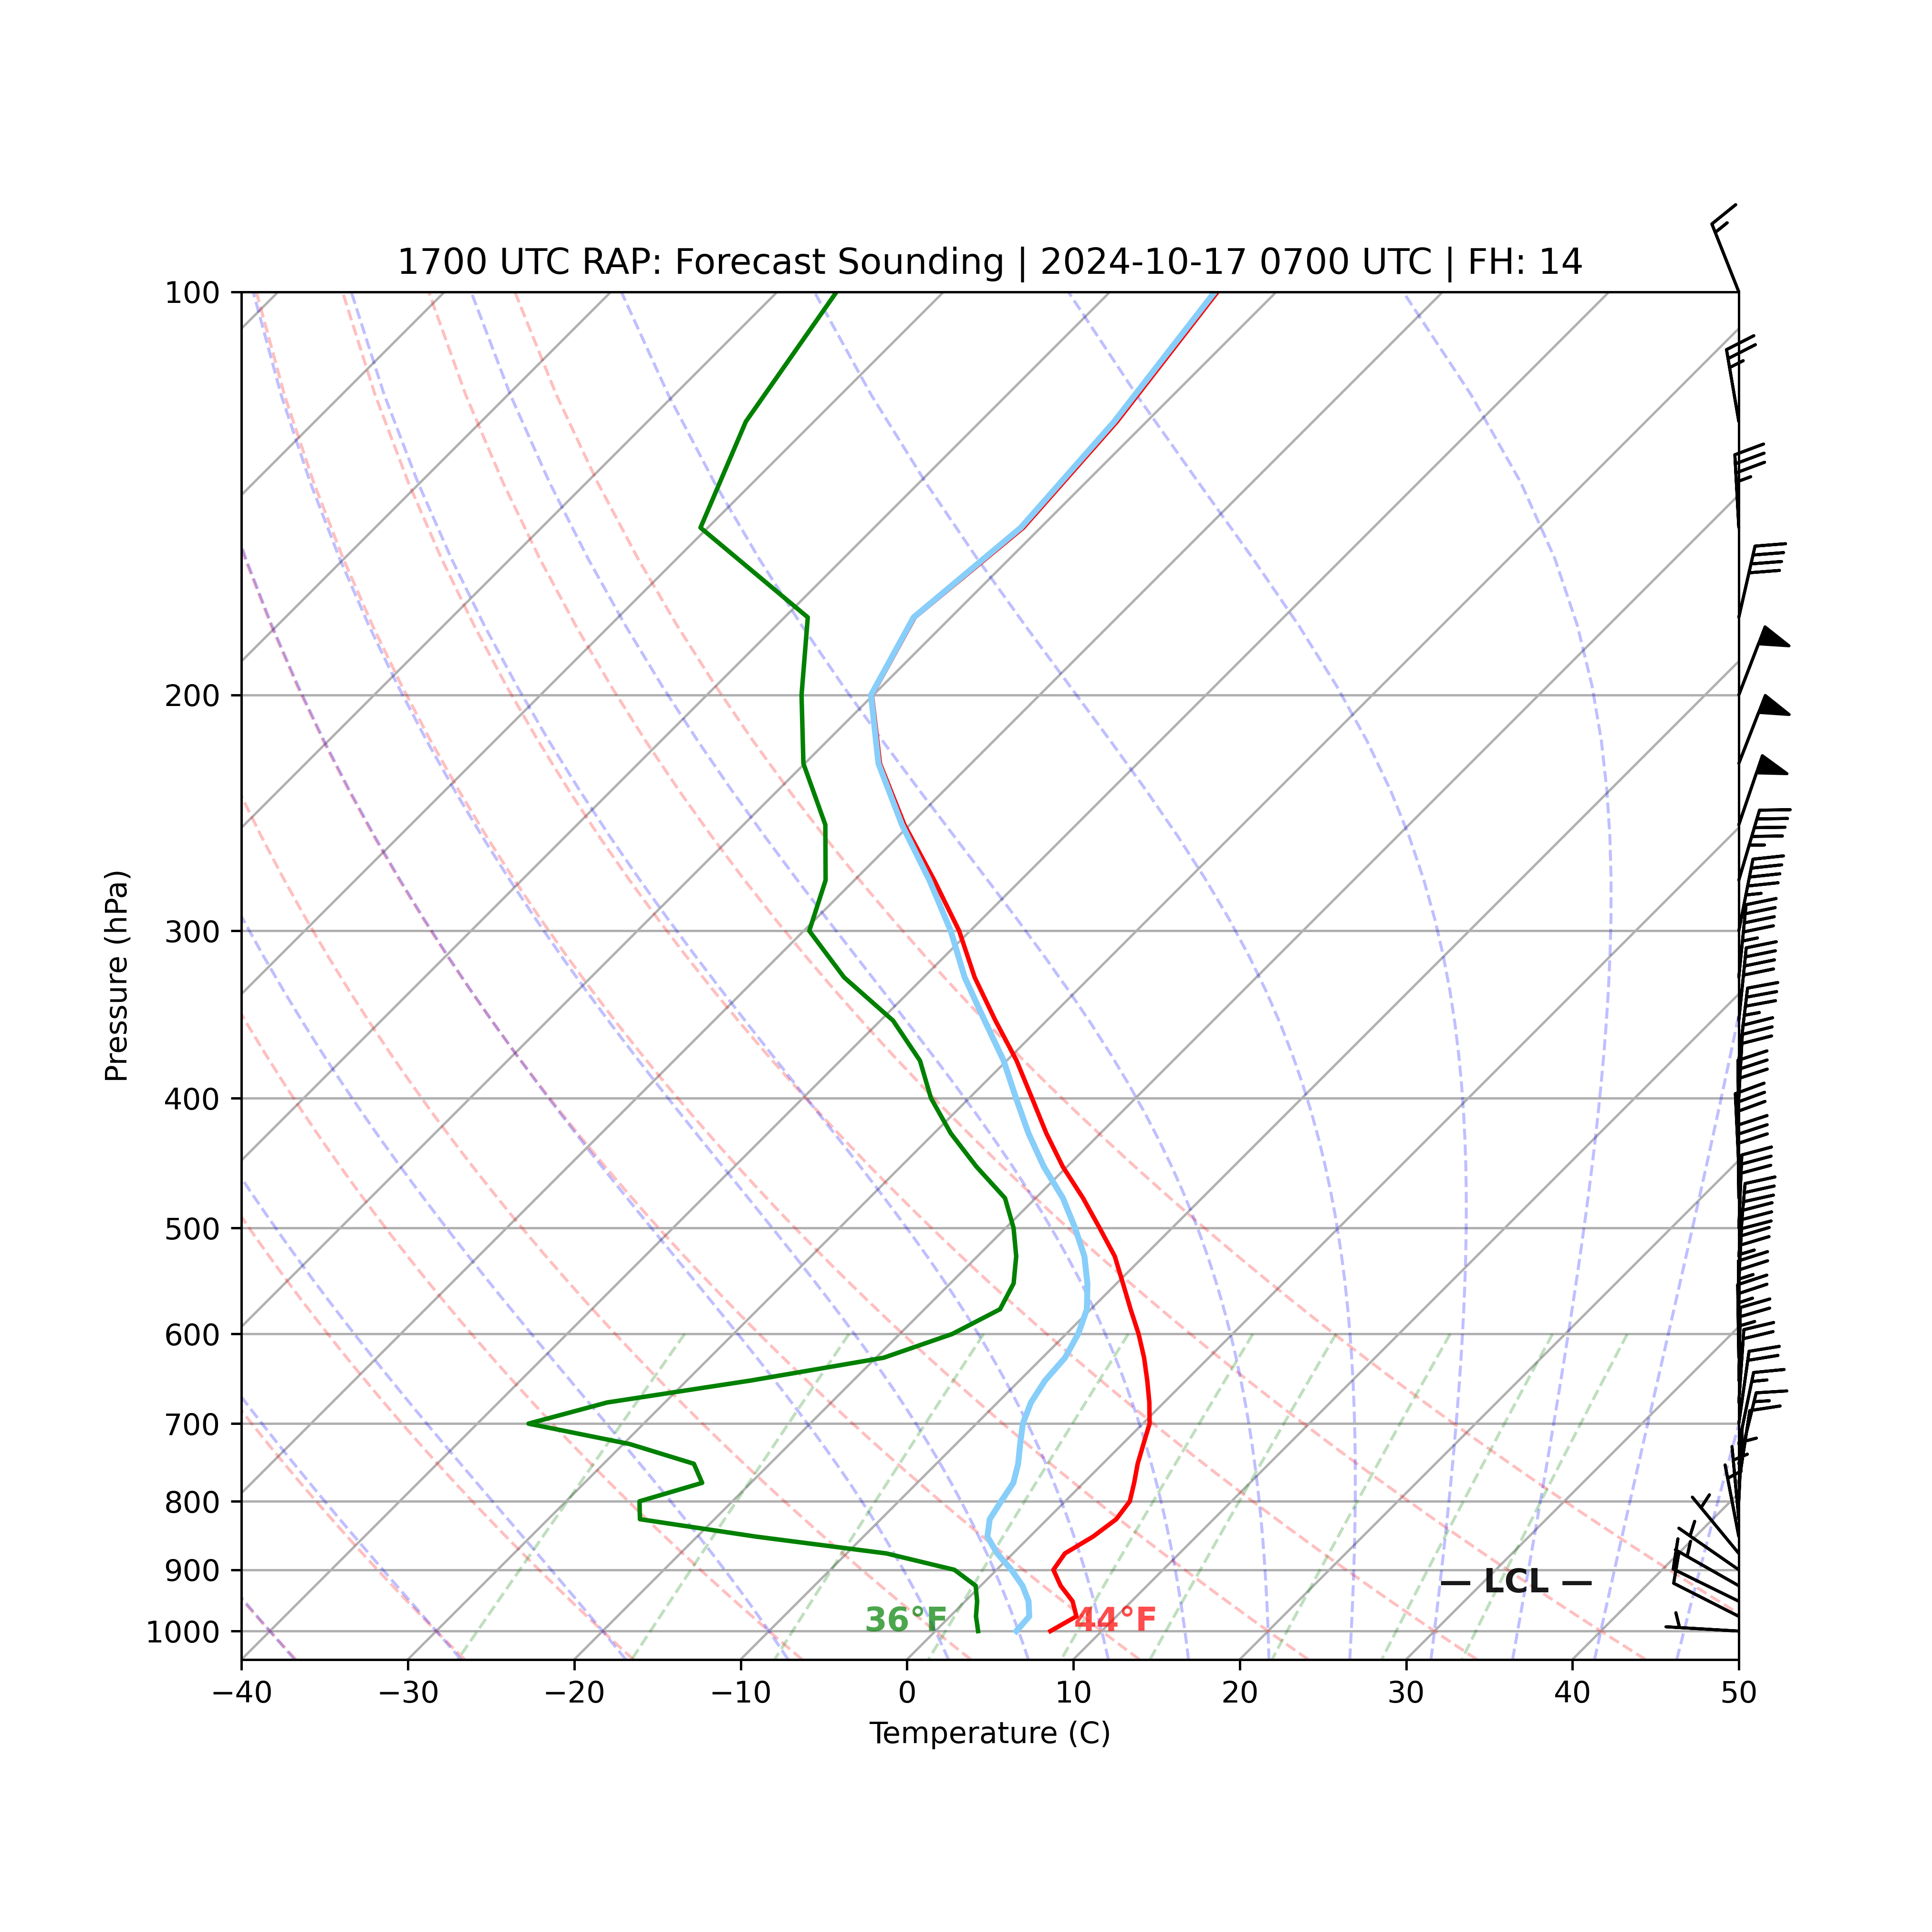 1700 UTC RAP: Forecast Sounding | 2024-10-17 0700 UTC | FH: 14
100
200
300
400
500
600
700
800
900
1000
Pressure (hPa)
— LCL —
36°F
44°F
−40 −30 −20 −10 0 10 20 30 40 50
Temperature (C)